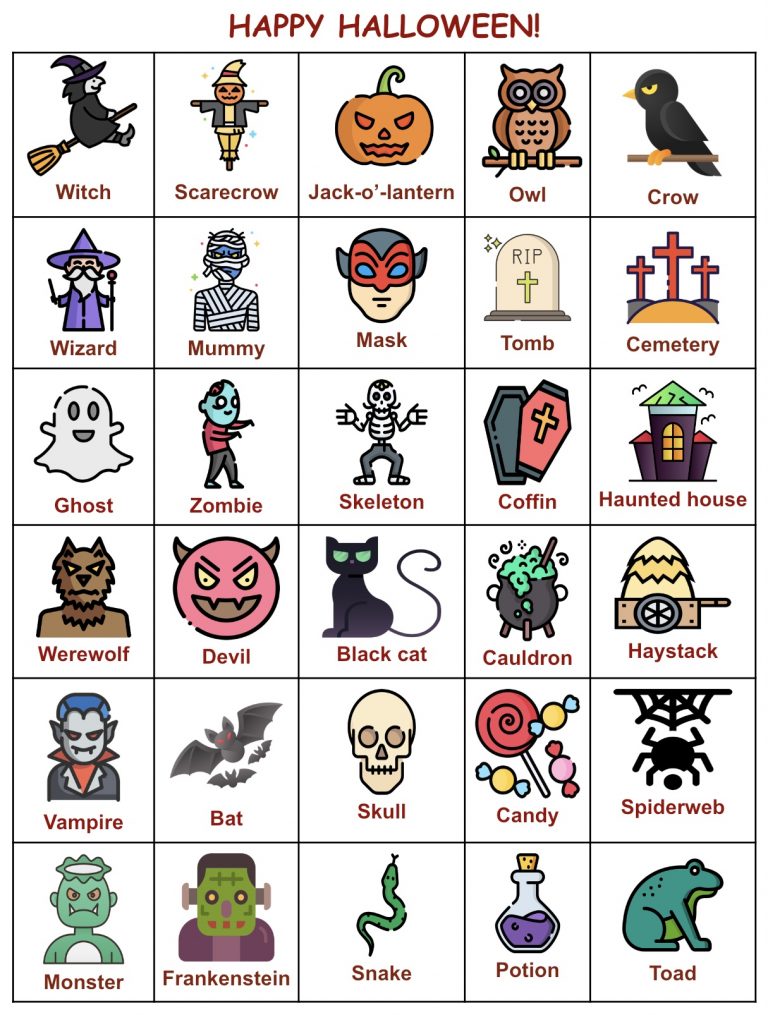 HAPPY HALLOWEEN!
Witch
Scarecrow
Jack-o’-lantern
Owl
Crow
Wizard
Mummy
Mask
RIP
Tomb
Cemetery
Ghost
Zombie
Skeleton
Coffin
Haunted house
Werewolf
Devil
Black cat
Cauldron
Haystack
Vampire
Bat
Skull
Candy
Spiderweb
Monster
Frankenstein
Snake
Potion
Toad